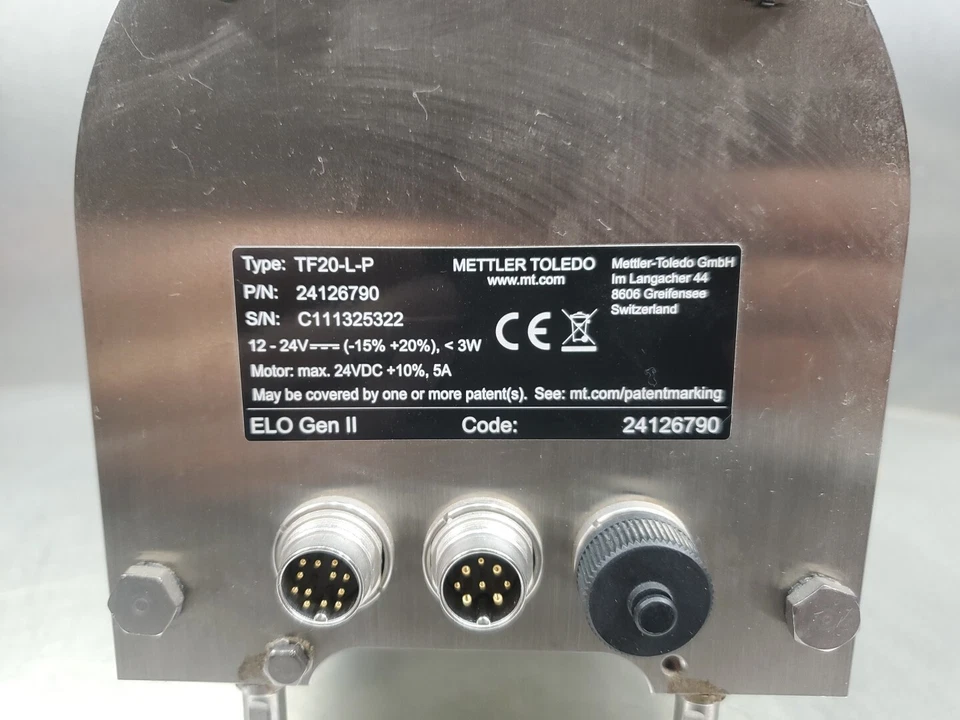 Type: TF20-L-P
METTLER TOLEDO
www.mt.com
Mettler-Toledo GmbH
Im Langacher 44
8606 Greifensee
Switzerland
P/N: 24126790
S/N: C111325322
CE
12 - 24V⎓ (-15% +20%), < 3W
Motor: max. 24VDC +10%, 5A
May be covered by one or more patent(s). See: mt.com/patentmarking
ELO Gen II Code: 24126790